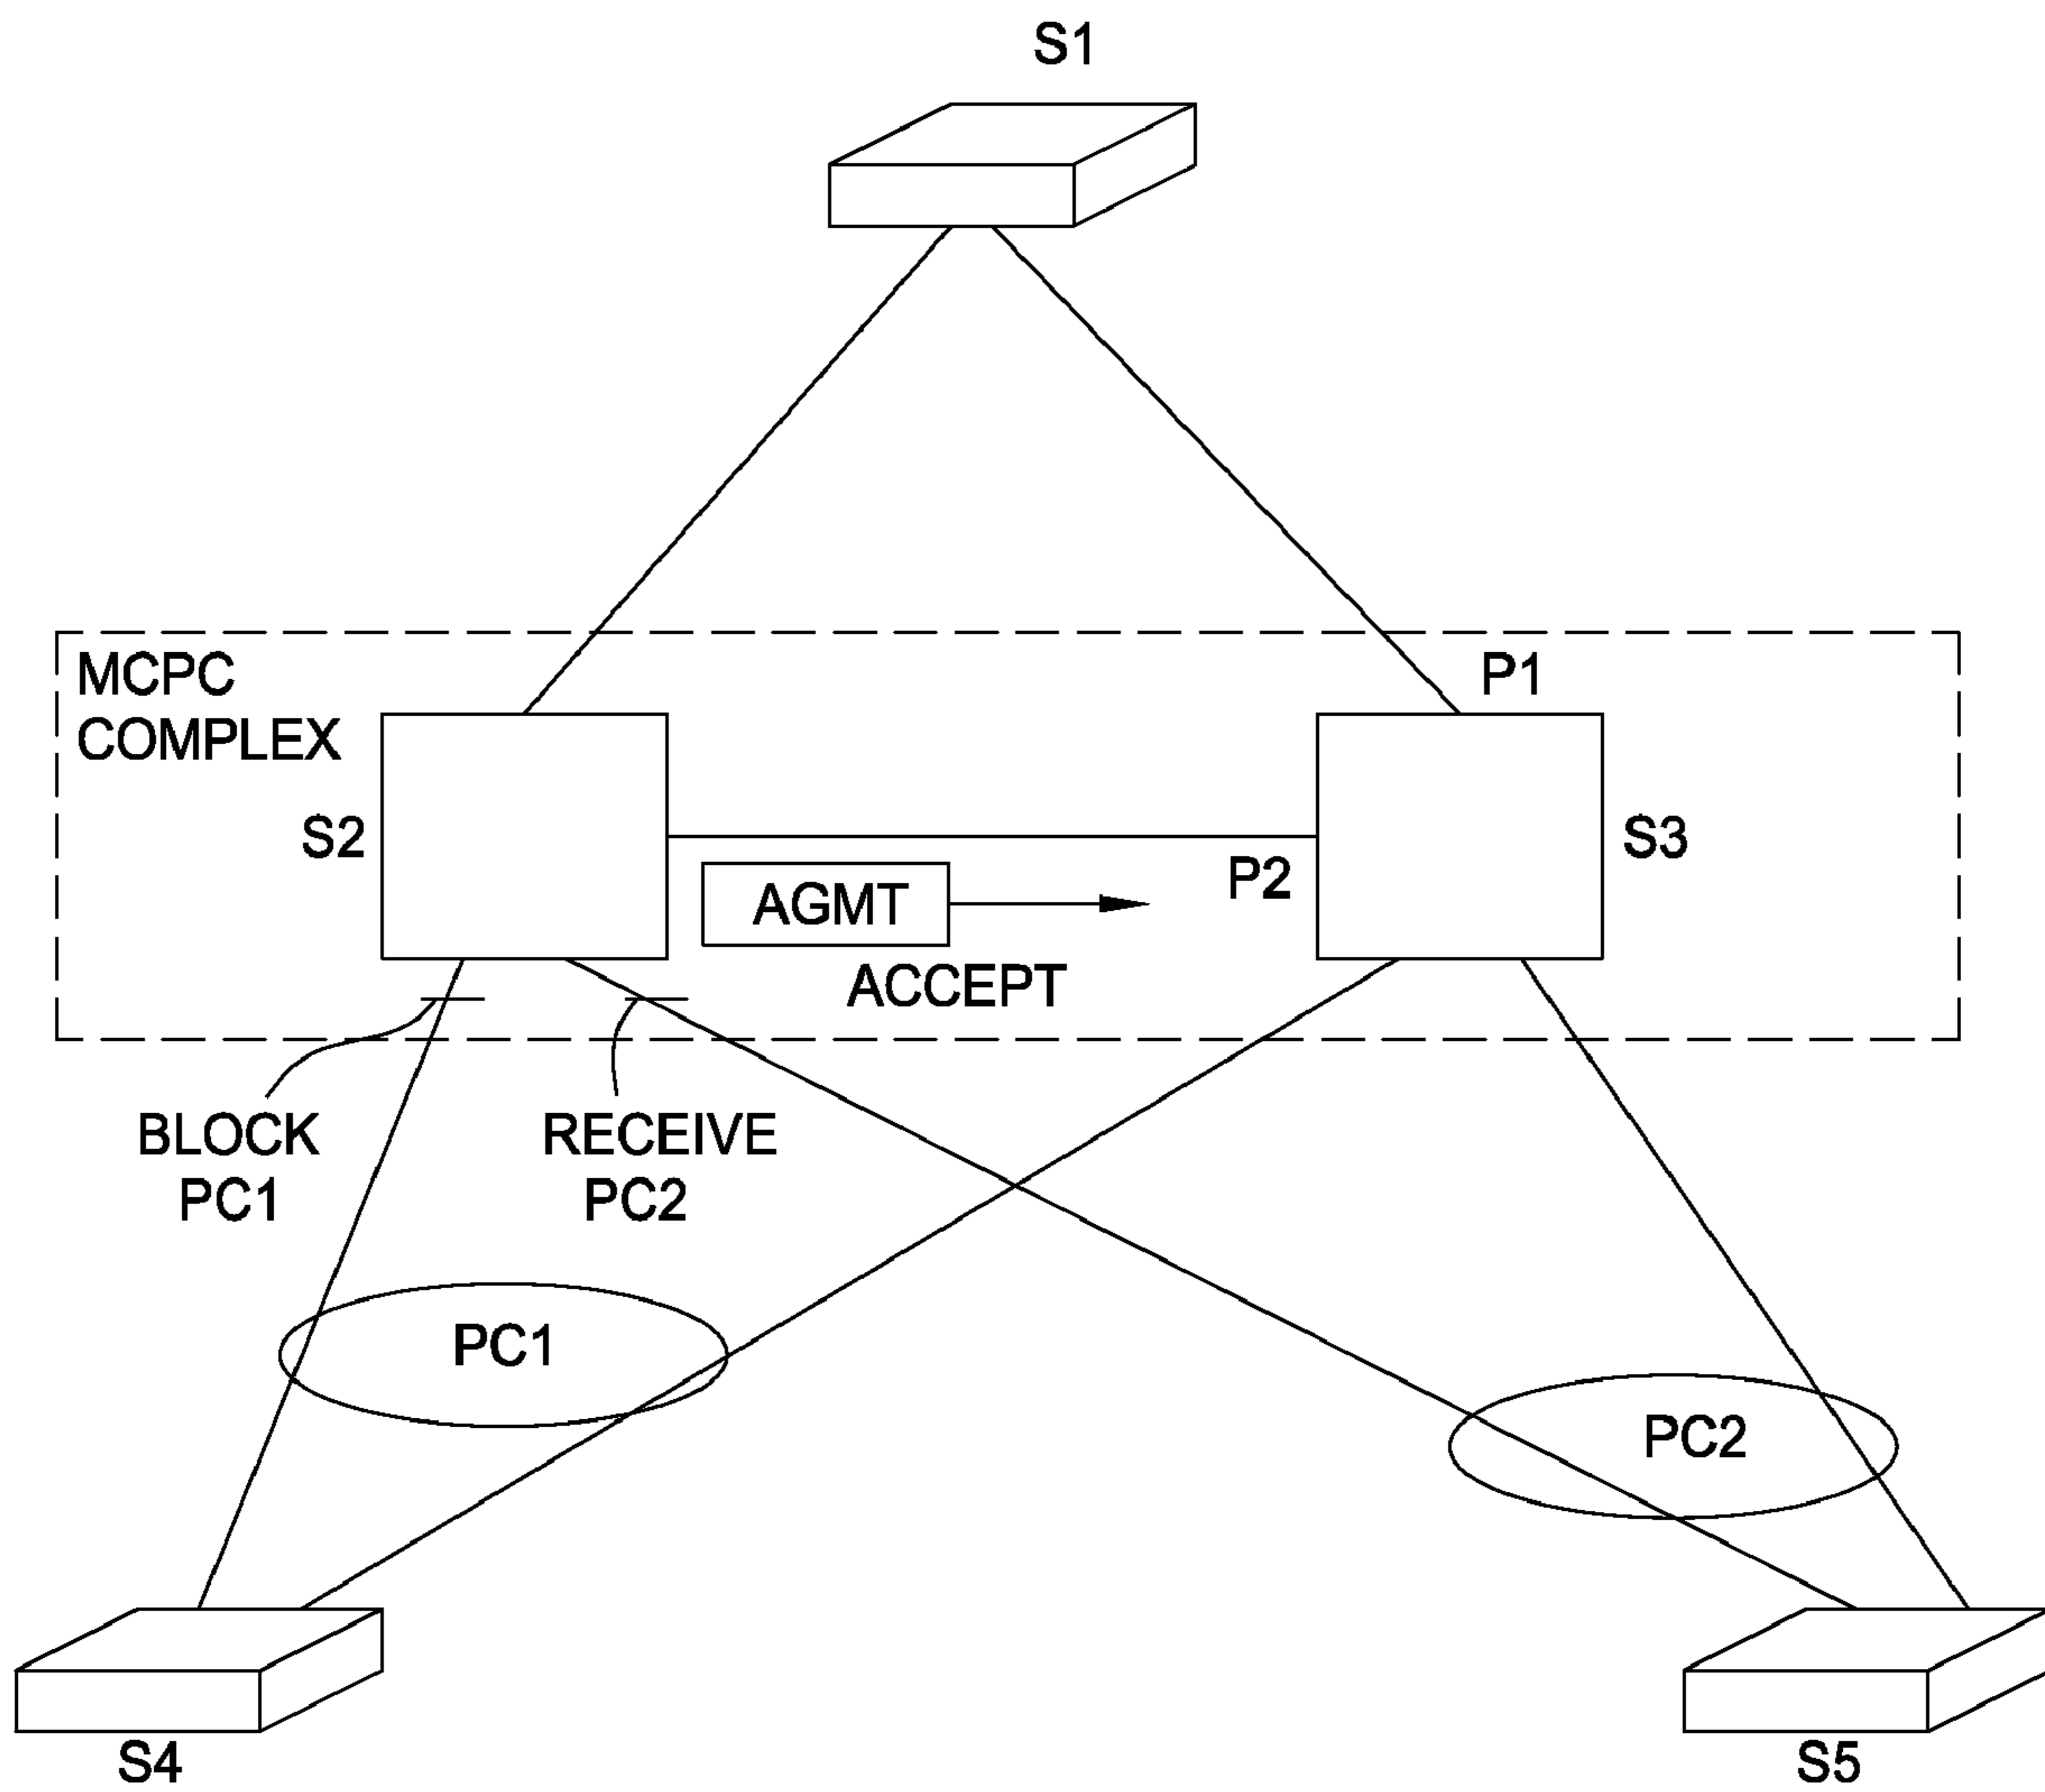 S1
MCPC
COMPLEX
P1
S2
S3
P2
AGMT
ACCEPT
BLOCK
PC1
RECEIVE
PC2
PC1
PC2
S4
S5